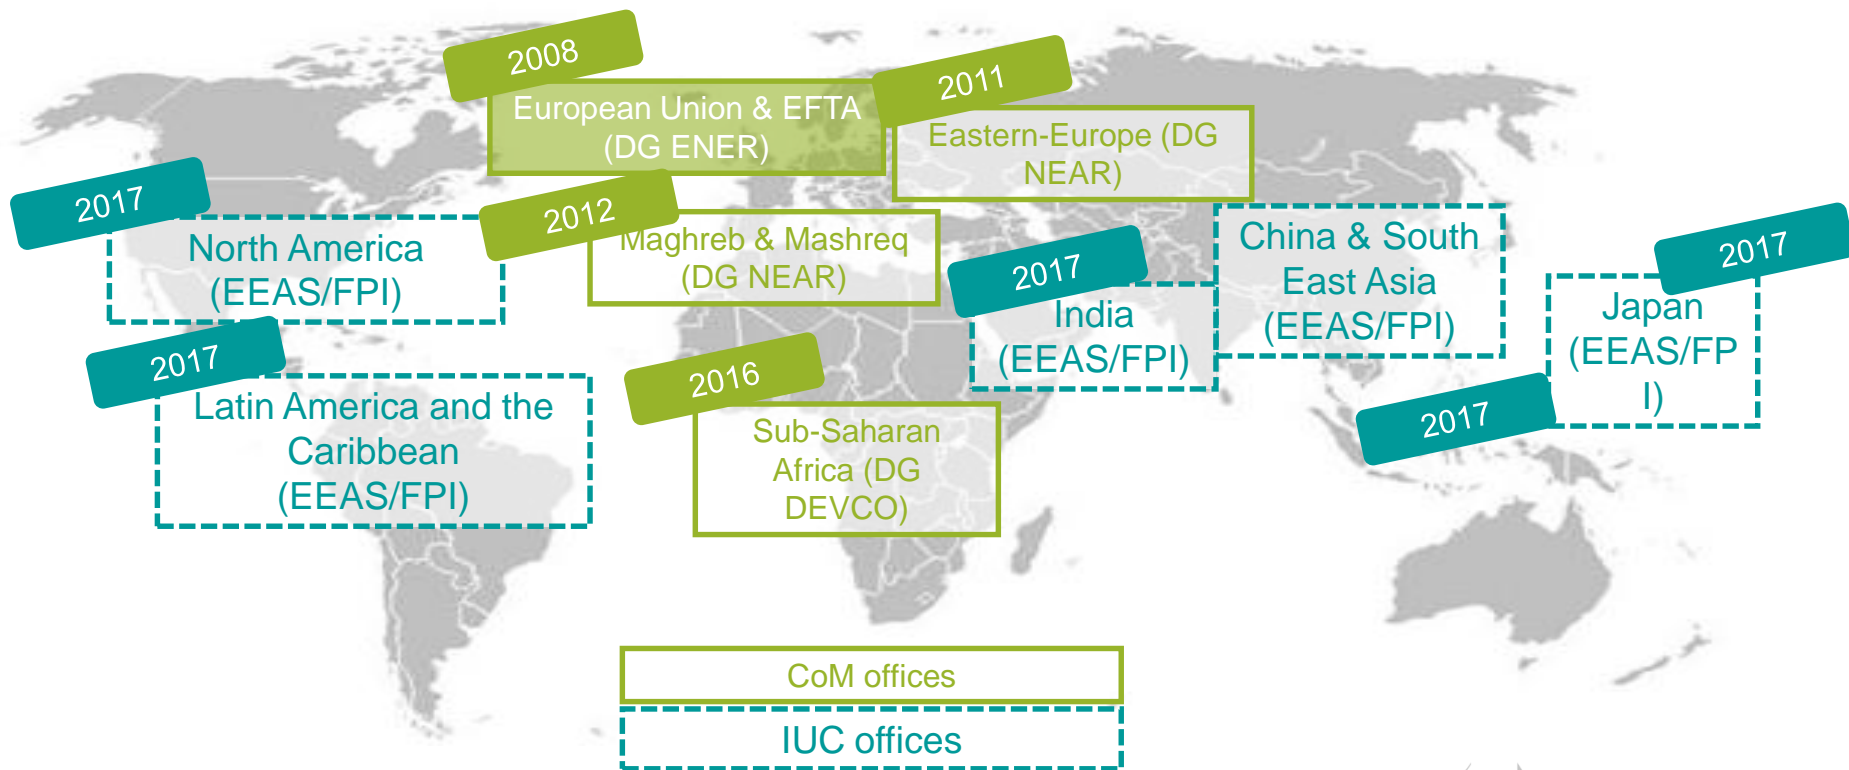 2008
European Union & EFTA
(DG ENER)
2011
Eastern-Europe (DG
NEAR)
2017
North America
(EEAS/FPI)
2012
Maghreb & Mashreq
(DG NEAR)
2017
India
(EEAS/FPI)
China & South
East Asia
(EEAS/FPI)
2017
Japan
(EEAS/FP
I)
2017
2017
Latin America and the
Caribbean
(EEAS/FPI)
2016
Sub-Saharan
Africa (DG
DEVCO)
CoM offices
IUC offices